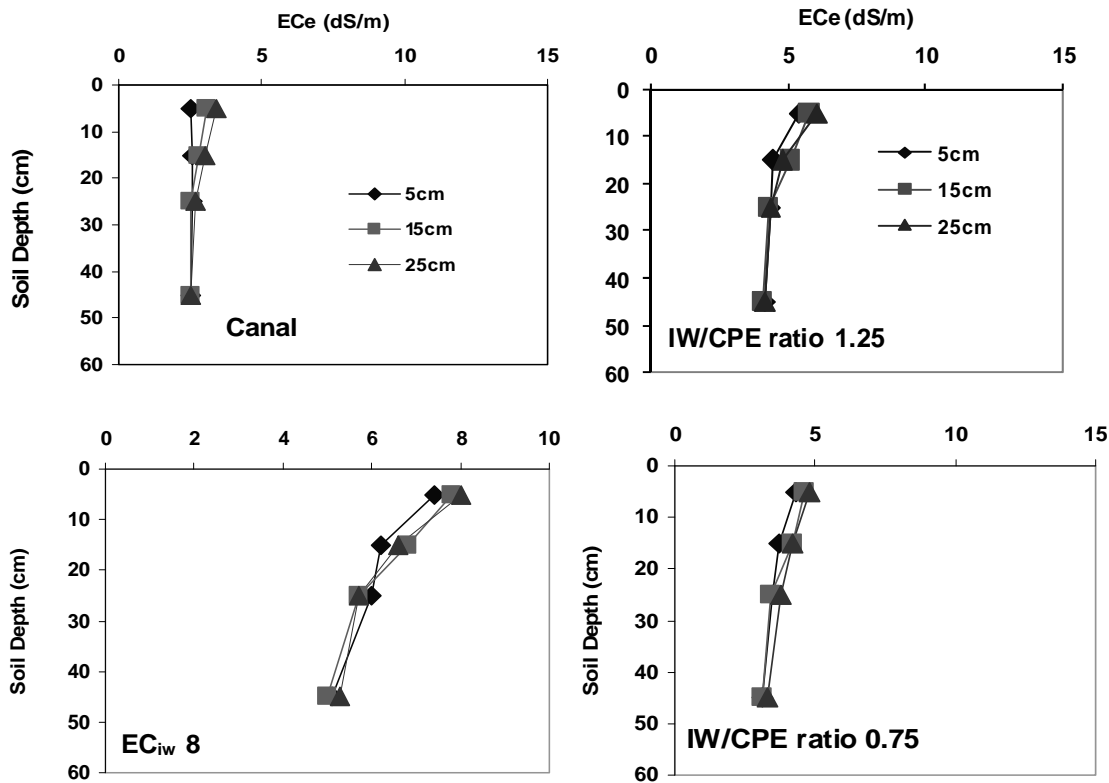 ECe (dS/m)
0 5 10 15
0
10
20
30
40
50
60
Soil Depth (cm)
5cm
15cm
25cm
Canal
ECe (dS/m)
0 5 10 15
0
10
20
30
40
50
60
5cm
15cm
25cm
IW/CPE ratio 1.25
0 2 4 6 8 10
0
10
20
30
40
50
60
Soil Depth (cm)
ECiw 8
0 5 10 15
0
10
20
30
40
50
60
Soil Depth (cm)
IW/CPE ratio 0.75